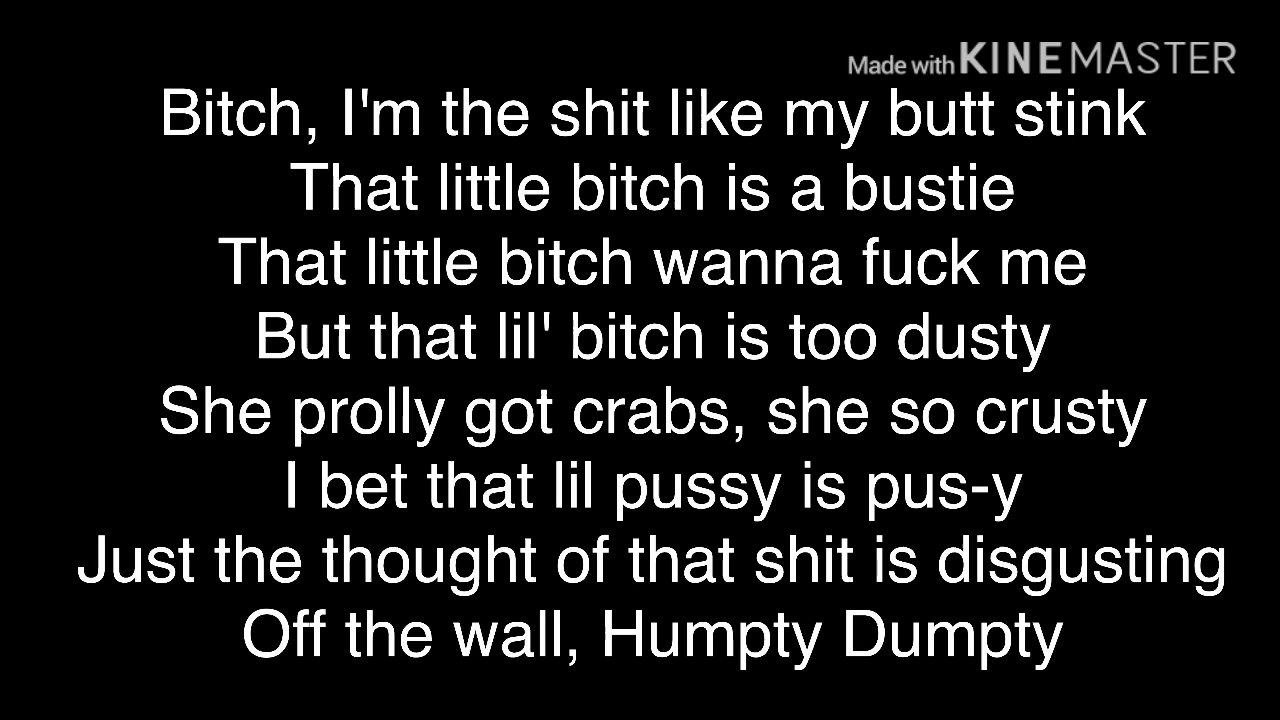 Made with KINEMASTER
Bitch, I'm the shit like my butt stink
That little bitch is a bustie
That little bitch wanna fuck me
But that lil' bitch is too dusty
She prolly got crabs, she so crusty
I bet that lil pussy is pus-y
Just the thought of that shit is disgusting
Off the wall, Humpty Dumpty